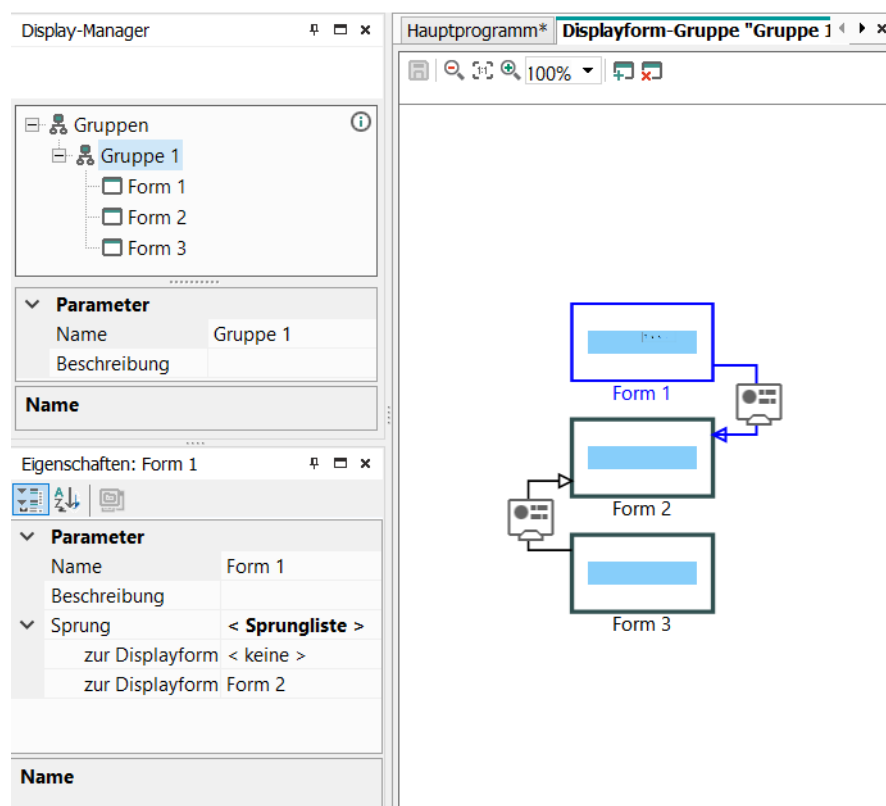 Display-Manager
Gruppen
Gruppe 1
Form 1
Form 2
Form 3
Parameter
Name Gruppe 1
Beschreibung
Name
Eigenschaften: Form 1
Parameter
Name Form 1
Beschreibung
Sprung < Sprungliste >
zur Displayform < keine >
zur Displayform Form 2
Name
Hauptprogramm* Displayform-Gruppe "Gruppe 1
1:1 100%
Form 1
Form 2
Form 3